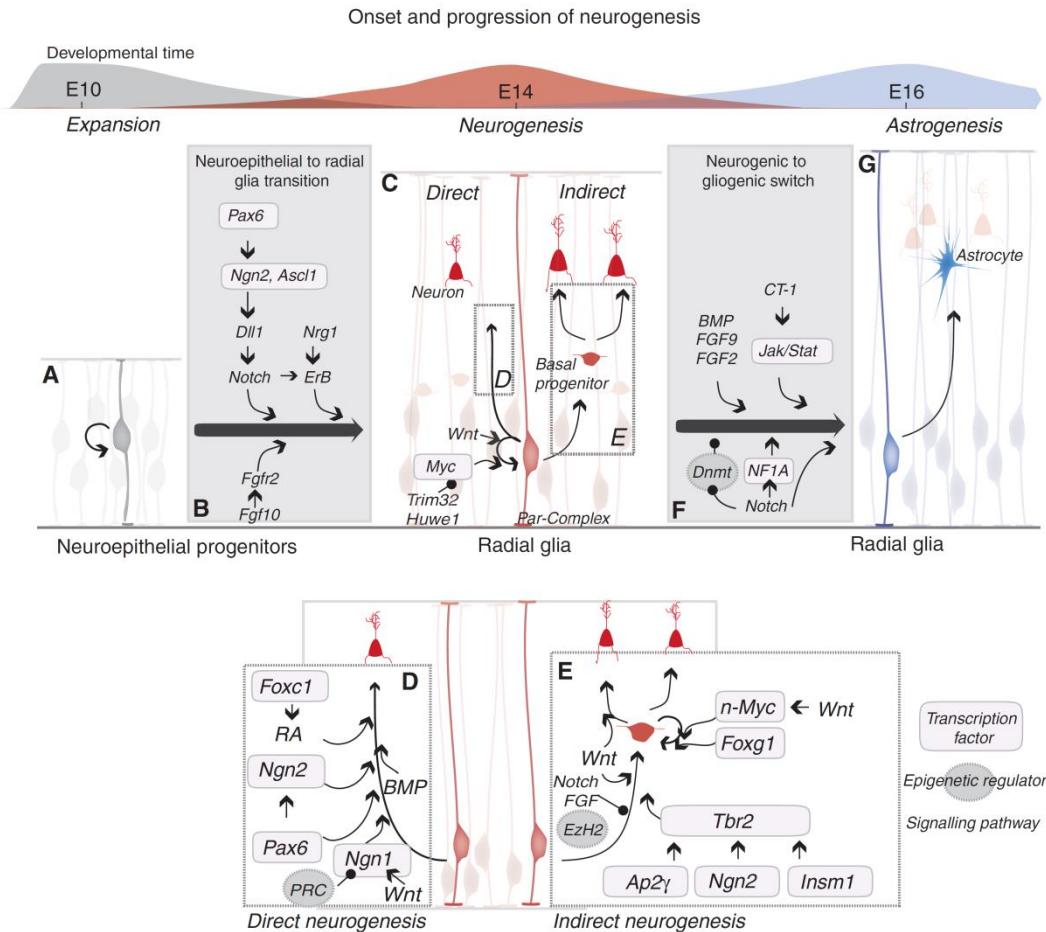 Onset and progression of neurogenesis
Developmental time
E10
E14
E16
Expansion
Neurogenesis
Astrogenesis
A
Neuroepithelial to radial
glia transition
Pax6
Ngn2, Ascl1
Dll1
Nrg1
Notch
ErB
Fgfr2
Fgf10
B
C
Direct
Indirect
Neuron
D
Basal
progenitor
E
Wnt
Myc
Trim32
Huwe1
Par-Complex
Neurogenic to
gliogenic switch
CT-1
BMP
FGF9
FGF2
Jak/Stat
Dnmt
NF1A
Notch
F
G
Astrocyte
Neuroepithelial progenitors
Radial glia
Radial glia
D
Foxc1
RA
Ngn2
BMP
Pax6
Ngn1
PRC
Wnt
Direct neurogenesis
E
n-Myc
Wnt
Foxg1
Wnt
Notch
FGF
EzH2
Tbr2
Ap2γ
Ngn2
Insm1
Indirect neurogenesis
Transcription
factor
Epigenetic regulator
Signalling pathway